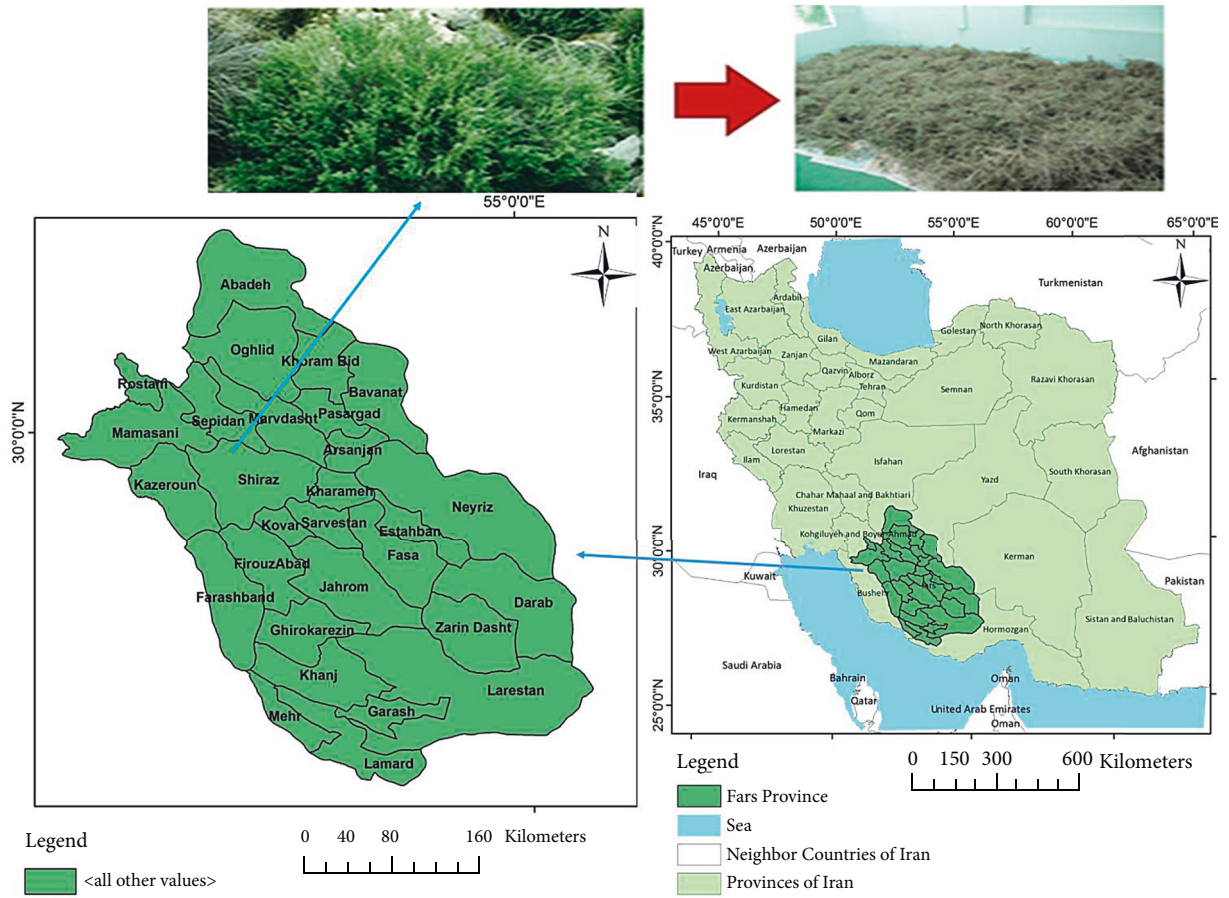 55°0'0"E
N
30°0'0"N
Abadeh
Oghlid
Khoram Bid
Rostam
Bavanat
Sepidan
Marvdasht
Pasargad
Mamasani
Arsanjan
Kazeroun
Shiraz
Kharameh
Neyriz
Kovar
Sarvestan
Estahban
Fasa
FirouzAbad
Jahrom
Farashband
Darab
Ghirokarezin
Zarin Dasht
Khanj
Larestan
Mehr
Garash
Lamard
Legend
<all other values>
0 40 80 160 Kilometers
45°0'0"E 50°0'0"E 55°0'0"E 60°0'0"E 65°0'0"E
40°0'0"N
35°0'0"N
30°0'0"N
25°0'0"N
N
Turkey
Armenia
Azerbaijan
Azerbaijan
Turkmenistan
Ardabil
East Azarbaijan
Gilan
Golestan
North Khorasan
West Azarbaijan
Zanjan
Mazandaran
Qazvin
Alborz
Tehran
Semnan
Razavi Khorasan
Kurdistan
Hamedan
Qom
Kermanshah
Markazi
Afghanistan
Ilam
Lorestan
Isfahan
Iraq
Yazd
South Khorasan
Chahar Mahaal and Bakhtiari
Khuzestan
Kohgiluyeh and Boyer-Ahmad
Kerman
Kuwait
Fars
Pakistan
Bushehr
Hormozgan
Sistan and Baluchistan
Saudi Arabia
Bahrain
Qatar
Oman
United Arab Emirates
Oman
Legend
0 150 300 600 Kilometers
Fars Province
Sea
Neighbor Countries of Iran
Provinces of Iran